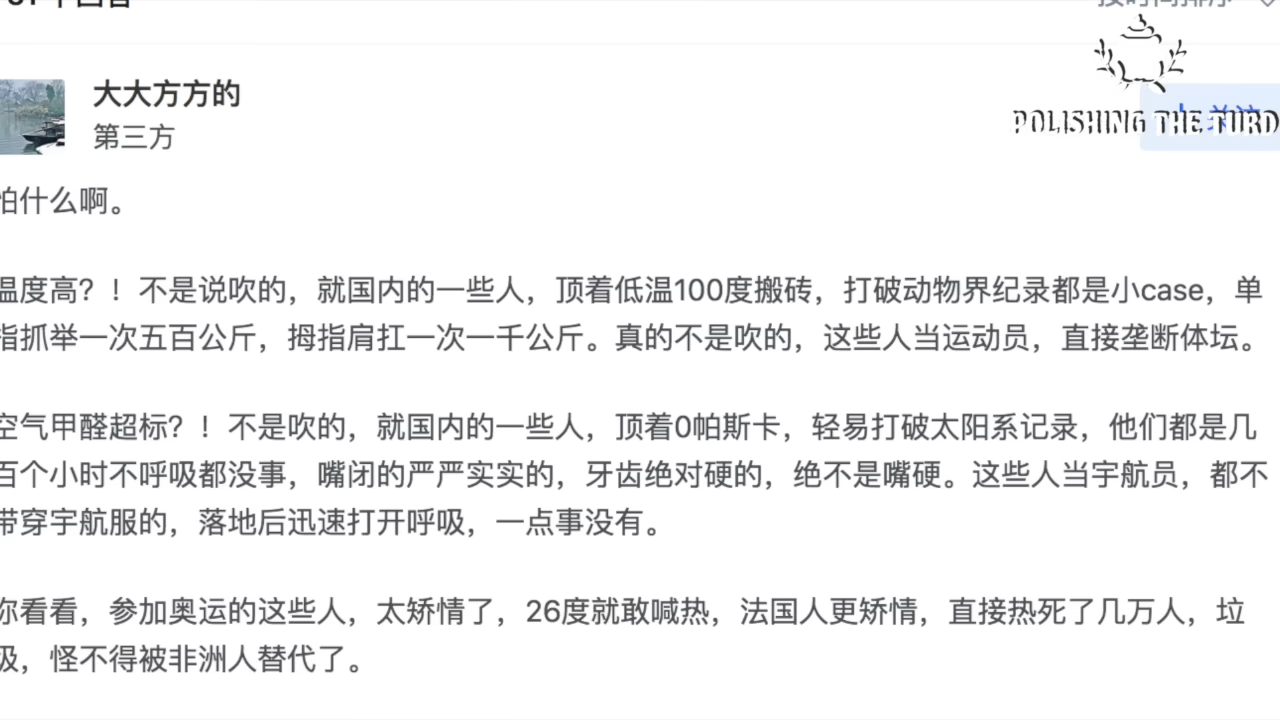 大大方方的
第三方
POLISHING THE TURD
怕什么啊。
温度高？！不是说吹的，就国内的一些人，顶着低温100度搬砖，打破动物界纪录都是小case，单
指抓举一次五百公斤，拇指肩扛一次一千公斤。真的不是吹的，这些人当运动员，直接垄断体坛。
空气甲醛超标？！不是吹的，就国内的一些人，顶着0帕斯卡，轻易打破太阳系记录，他们都是几
百个小时不呼吸都没事，嘴闭的严严实实的，牙齿绝对硬的，绝不是嘴硬。这些人当宇航员，都不
带穿宇航服的，落地后迅速打开呼吸，一点事没有。
你看看，参加奥运的这些人，太矫情了，26度就敢喊热，法国人更矫情，直接热死了几万人，垃
圾，怪不得被非洲人替代了。